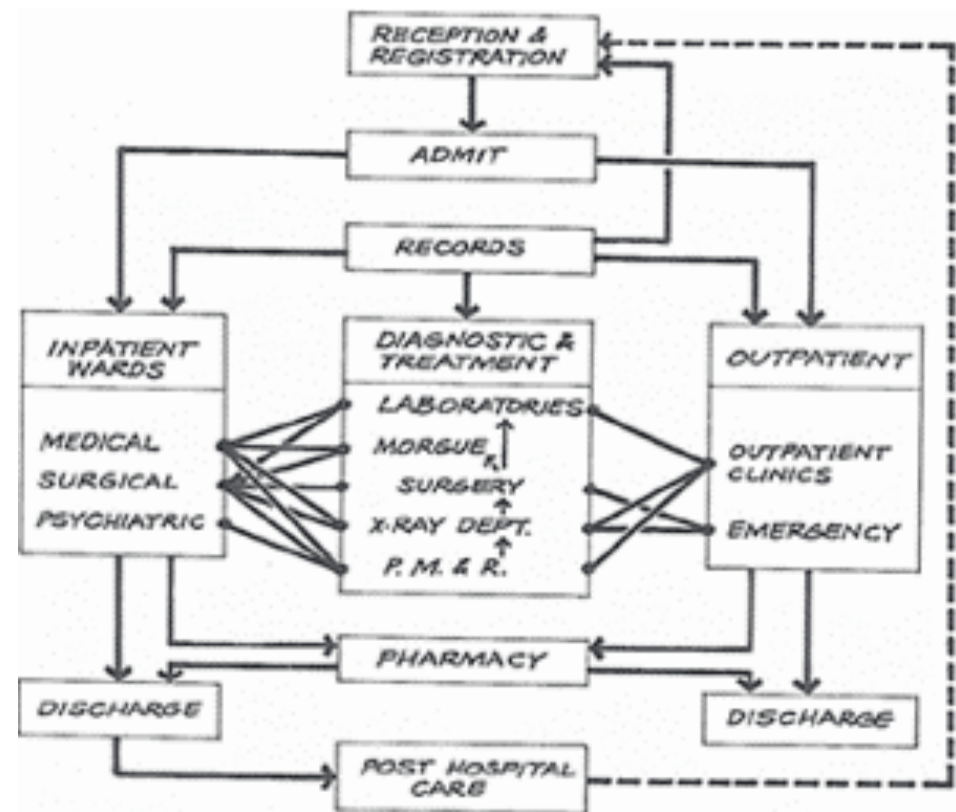 RECEPTION &
REGISTRATION
ADMIT
RECORDS
INPATIENT
WARDS
MEDICAL
SURGICAL
PSYCHIATRIC
DIAGNOSTIC &
TREATMENT
LABORATORIES
MORGUE
SURGERY
X-RAY DEPT.
P. M. & R.
OUTPATIENT
OUTPATIENT
CLINICS
EMERGENCY
PHARMACY
DISCHARGE
DISCHARGE
POST HOSPITAL
CARE